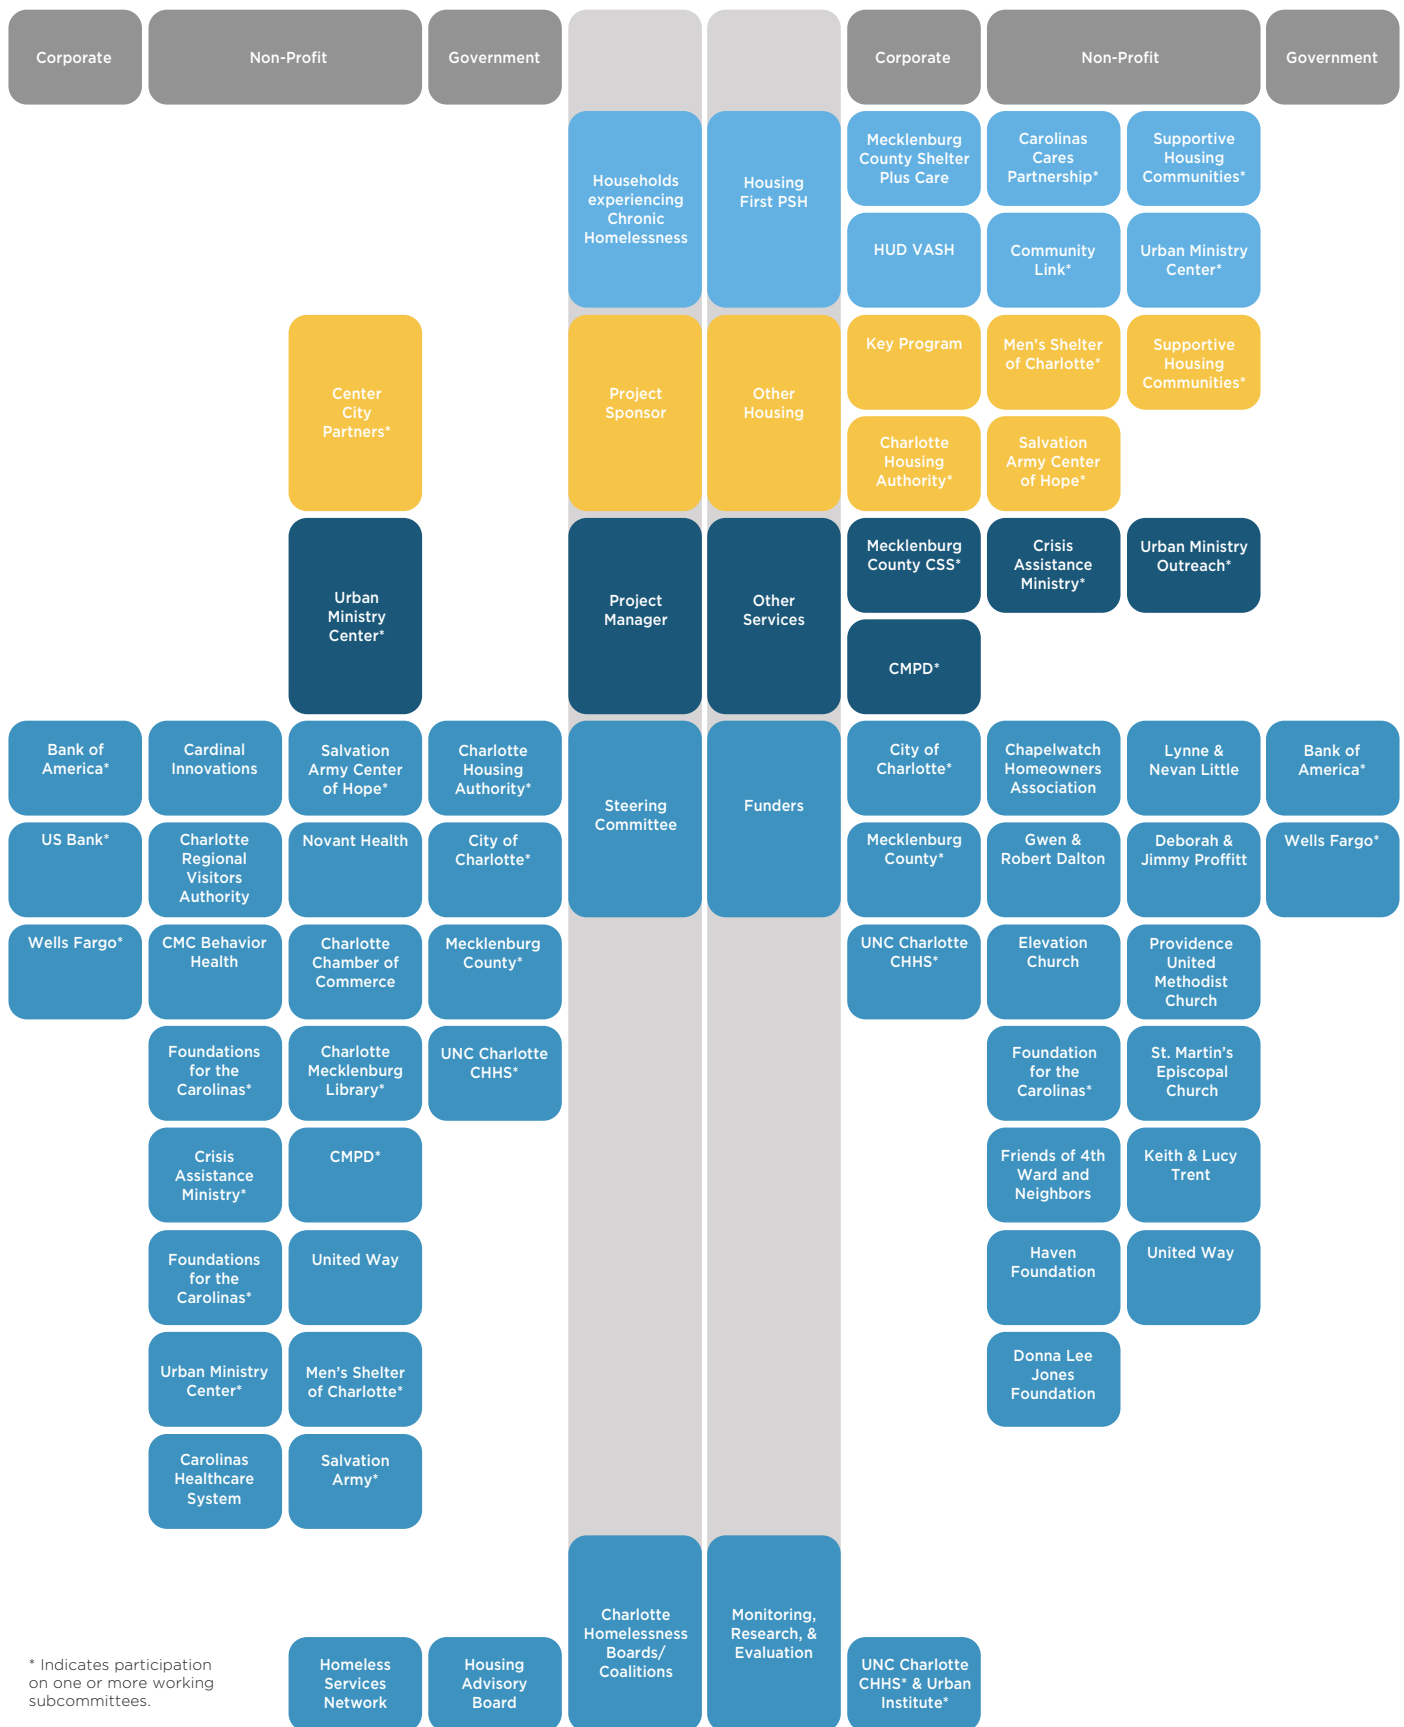 Corporate
Non-Profit
Government
Corporate
Non-Profit
Government
Households
experiencing
Chronic
Homelessness
Housing
First PSH
Mecklenburg
County Shelter
Plus Care
Carolinas
Cares
Partnership*
Supportive
Housing
Communities*
HUD VASH
Community
Link*
Urban Ministry
Center*
Center
City
Partners*
Project
Sponsor
Other
Housing
Key Program
Men's Shelter
of Charlotte*
Supportive
Housing
Communities*
Charlotte
Housing
Authority*
Salvation
Army Center
of Hope*
Urban
Ministry
Center*
Project
Manager
Other
Services
Mecklenburg
County CSS*
Crisis
Assistance
Ministry*
Urban Ministry
Outreach*
CMPD*
Bank of
America*
Cardinal
Innovations
Salvation
Army Center
of Hope*
Charlotte
Housing
Authority*
Steering
Committee
Funders
City of
Charlotte*
Chapelwatch
Homeowners
Association
Lynne &
Nevan Little
Bank of
America*
US Bank*
Charlotte
Regional
Visitors
Authority
Novant Health
City of
Charlotte*
Mecklenburg
County*
Gwen &
Robert Dalton
Deborah &
Jimmy Proffitt
Wells Fargo*
Wells Fargo*
CMC Behavior
Health
Charlotte
Chamber of
Commerce
Mecklenburg
County*
UNC Charlotte
CHHS*
Elevation
Church
Providence
United
Methodist
Church
Foundations
for the
Carolinas*
Charlotte
Mecklenburg
Library*
UNC Charlotte
CHHS*
Foundation
for the
Carolinas*
St. Martin's
Episcopal
Church
Crisis
Assistance
Ministry*
CMPD*
Friends of 4th
Ward and
Neighbors
Keith & Lucy
Trent
Foundations
for the
Carolinas*
United Way
Haven
Foundation
United Way
Urban Ministry
Center*
Men's Shelter
of Charlotte*
Donna Lee
Jones
Foundation
Carolinas
Healthcare
System
Salvation
Army*
* Indicates participation
on one or more working
subcommittees.
Homeless
Services
Network
Housing
Advisory
Board
Charlotte
Homelessness
Boards/
Coalitions
Monitoring,
Research, &
Evaluation
UNC Charlotte
CHHS* & Urban
Institute*